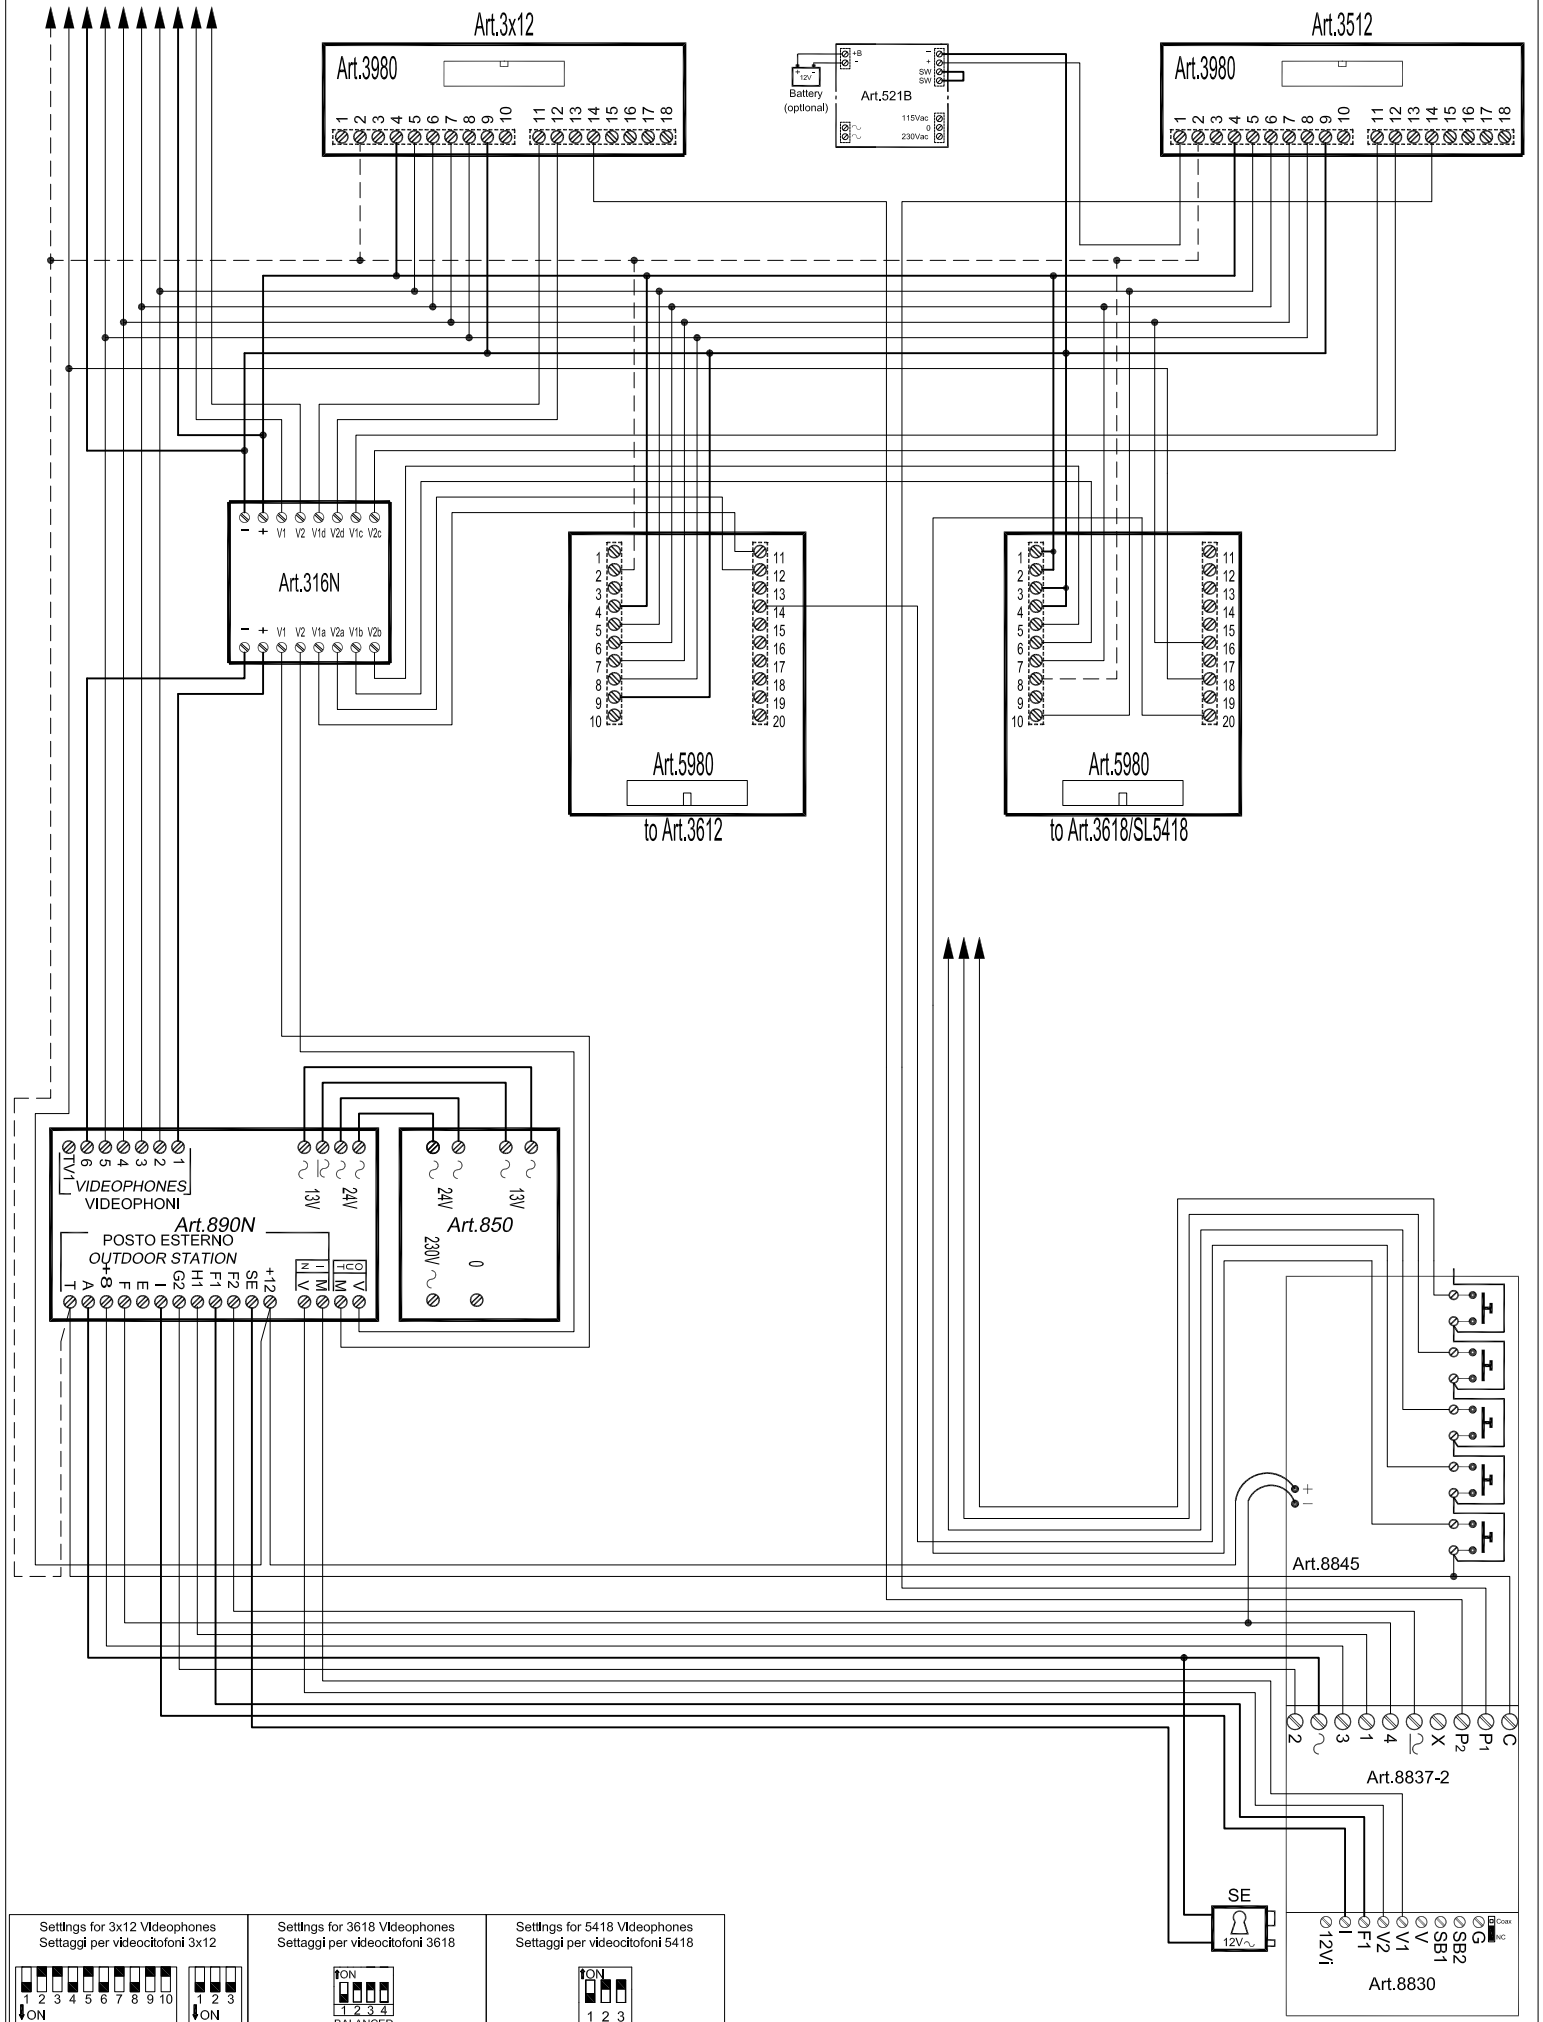 Art.3x12
Art.3980
1 2 3 4 5 6 7 8 9 10 11 12 13 14 15 16 17 18
+B
-
12V
+ -
Battery
(optional)
Art.521B
-
+
SW
SW
115Vac
0
230Vac
Art.3512
Art.3980
1 2 3 4 5 6 7 8 9 10 11 12 13 14 15 16 17 18
- + V1 V2 V1d V2d V1c V2c
Art.316N
- + V1 V2 V1a V2a V1b V2b
1 2 3 4 5 6 7 8 9 10
11 12 13 14 15 16 17 18 19 20
Art.5980
to Art.3612
1 2 3 4 5 6 7 8 9 10
11 12 13 14 15 16 17 18 19 20
Art.5980
to Art.3618/SL5418
TV1 6 5 4 3 2 1
VIDEOPHONES
VIDEOPHONI
13V 24V
Art.890N
POSTO ESTERNO
OUTDOOR STATION
IN OUT
T A +8 F E I G2 H1 F1 F2 SE +12 V M M V
24V 13V
Art.850
230V 0
+
-
Art.8845
2 3 1 4 X P2 P1 C
Art.8837-2
SE
12V
12Vi I F1 V2 V1 V SB1 SB2 G
Coax
NC
Art.8830
Settings for 3x12 Videophones
Settaggi per videocitofoni 3x12
1 2 3 4 5 6 7 8 9 10
ON
1 2 3
ON
Settings for 3618 Videophones
Settaggi per videocitofoni 3618
ON
1 2 3 4
BALANCED
Settings for 5418 Videophones
Settaggi per videocitofoni 5418
ON
1 2 3